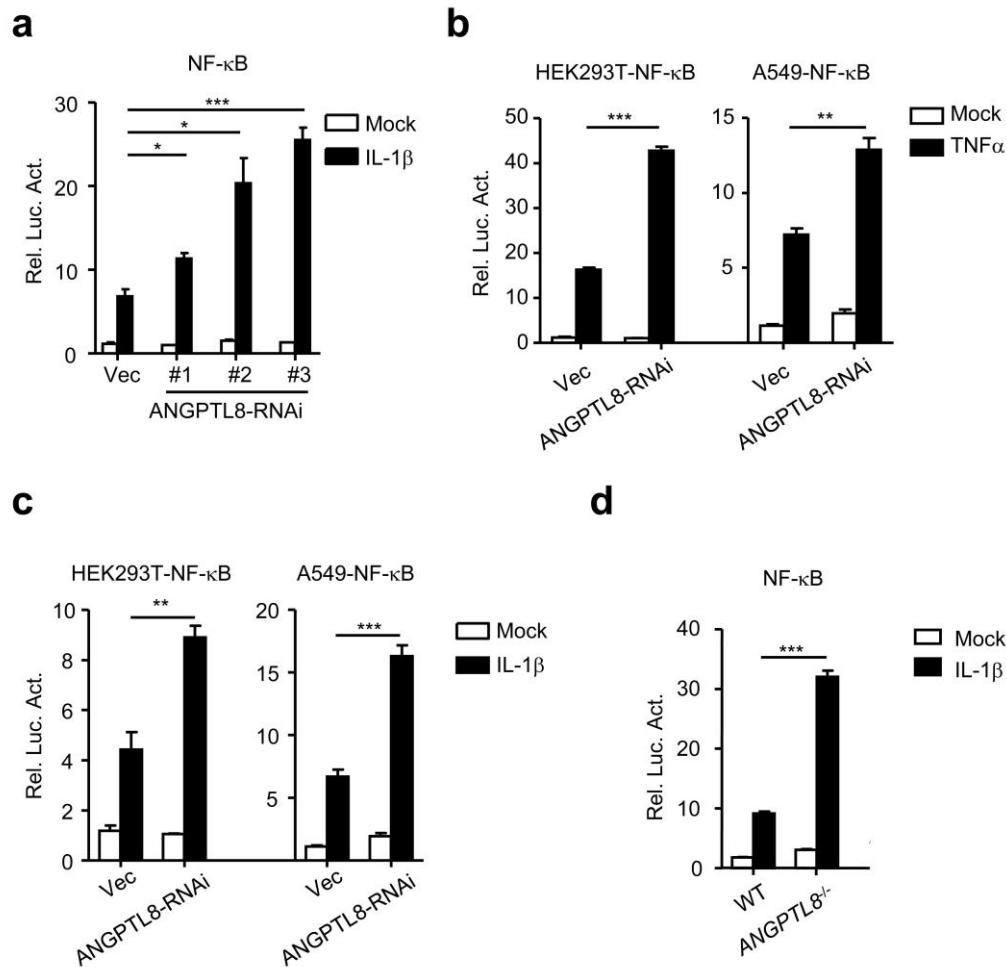 a
NF-κB
Rel. Luc. Act.
30
20
10
0
***
*
*
Mock
IL-1β
Vec #1 #2 #3
ANGPTL8-RNAi
b
HEK293T-NF-κB
A549-NF-κB
Rel. Luc. Act.
50
40
30
20
10
0
***
Vec
ANGPTL8-RNAi
15
10
5
**
Vec
ANGPTL8-RNAi
Mock
TNFα
c
HEK293T-NF-κB
A549-NF-κB
Rel. Luc. Act.
10
8
6
4
2
0
**
Vec
ANGPTL8-RNAi
20
15
10
5
***
Vec
ANGPTL8-RNAi
Mock
IL-1β
d
NF-κB
Rel. Luc. Act.
40
30
20
10
0
***
Mock
IL-1β
WT
ANGPTL8-/-